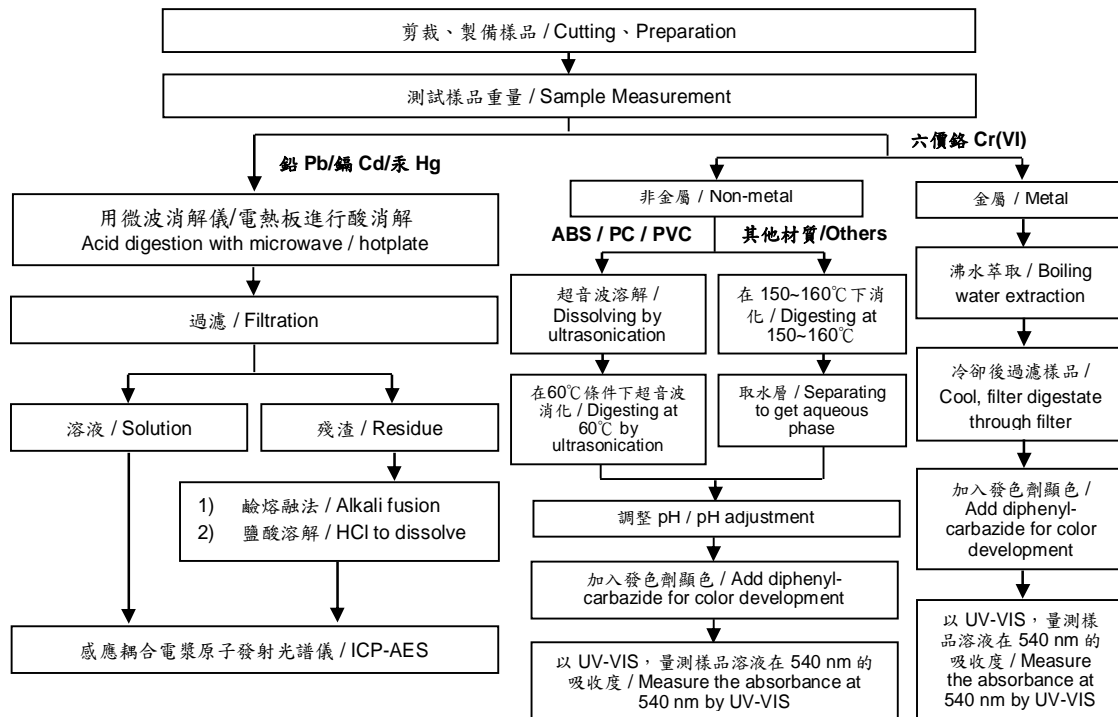 剪裁、製備樣品 / Cutting、Preparation
測試樣品重量 / Sample Measurement
鉛 Pb/鎘 Cd/汞 Hg
六價鉻 Cr(VI)
用微波消解儀/電熱板進行酸消解
Acid digestion with microwave / hotplate
過濾 / Filtration
溶液 / Solution
殘渣 / Residue
1) 鹼熔融法 / Alkali fusion
2) 鹽酸溶解 / HCl to dissolve
感應耦合電漿原子發射光譜儀 / ICP-AES
非金屬 / Non-metal
ABS / PC / PVC
其他材質/Others
超音波溶解 /
Dissolving by
ultrasonication
在60℃條件下超音波
消化 / Digesting at
60℃ by
ultrasonication
在 150~160℃下消
化 / Digesting at
150~160℃
取水層 / Separating
to get aqueous
phase
調整 pH / pH adjustment
加入發色劑顯色 / Add diphenyl-
carbazide for color development
以 UV-VIS，量測樣品溶液在 540 nm 的
吸收度 / Measure the absorbance at
540 nm by UV-VIS
金屬 / Metal
沸水萃取 / Boiling
water extraction
冷卻後過濾樣品 /
Cool, filter digestate
through filter
加入發色劑顯色 /
Add diphenyl-
carbazide for color
development
以 UV-VIS，量測樣
品溶液在 540 nm 的
吸收度 / Measure
the absorbance at
540 nm by UV-VIS